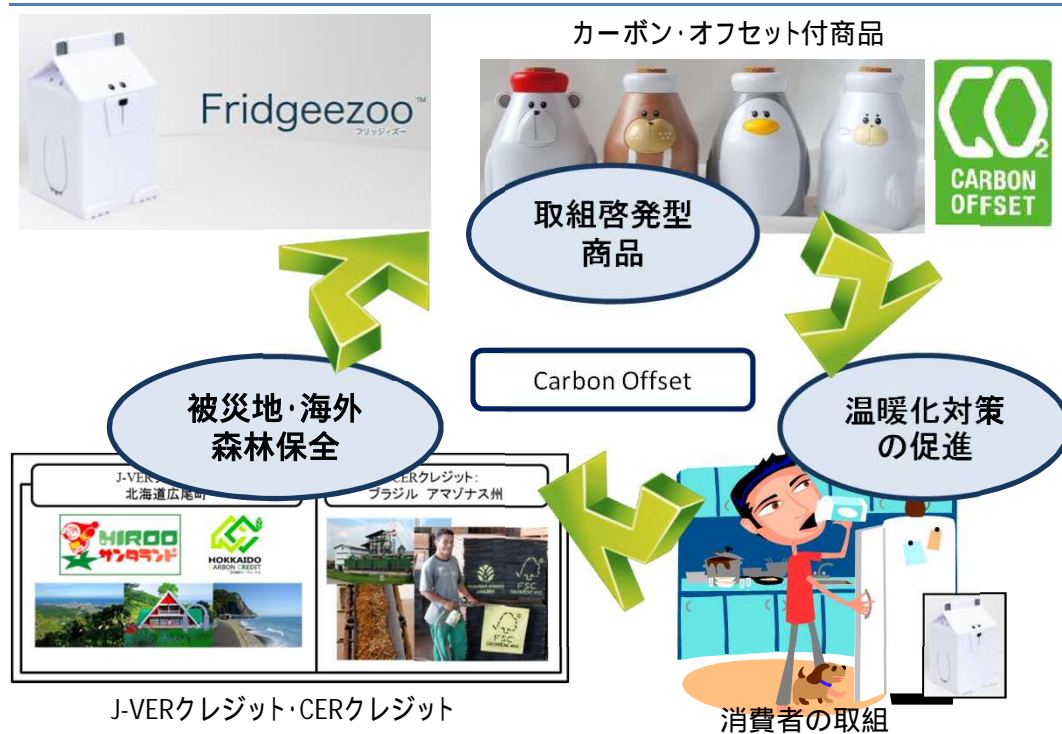 カーボン・オフセット付商品
Fridgeezoo™
フリッジィズー
CO2
CARBON
OFFSET
取組啓発型
商品
Carbon Offset
被災地・海外
森林保全
温暖化対策
の促進
J-VER
北海道広尾町
CERクレジット:
ブラジル アマゾナス州
HIROO
サンタランド
HOKKAIDO
CARBON CREDIT
FSC
FSC
J-VERクレジット・CERクレジット
消費者の取組